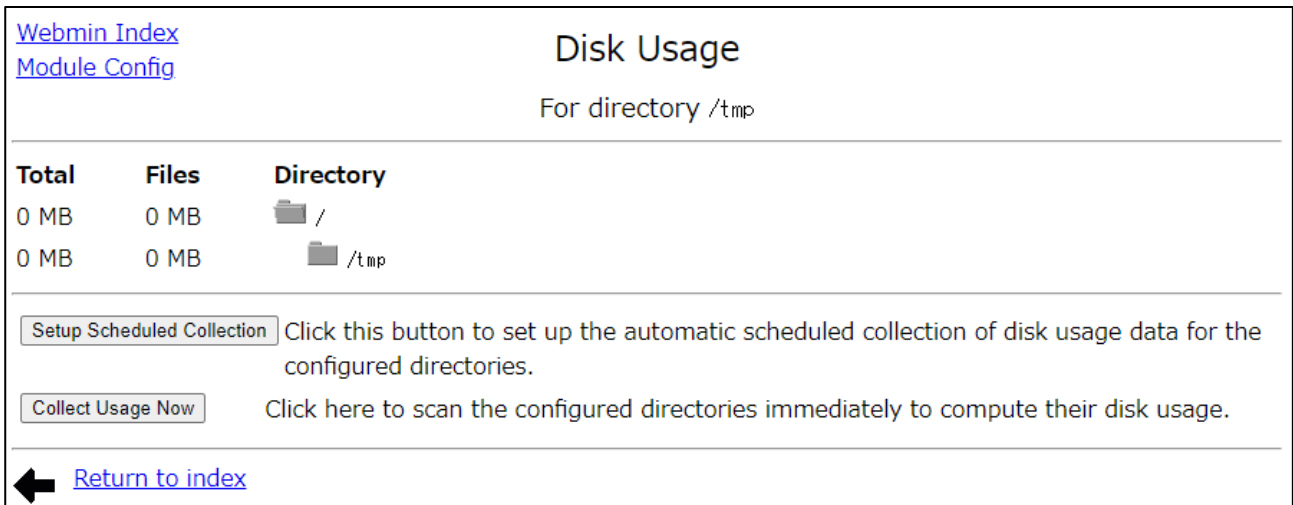 Webmin Index
Module Config
Disk Usage
For directory /tmp
Total Files Directory
0 MB 0 MB /
0 MB 0 MB /tmp
Setup Scheduled Collection Click this button to set up the automatic scheduled collection of disk usage data for the
configured directories.
Collect Usage Now Click here to scan the configured directories immediately to compute their disk usage.
Return to index